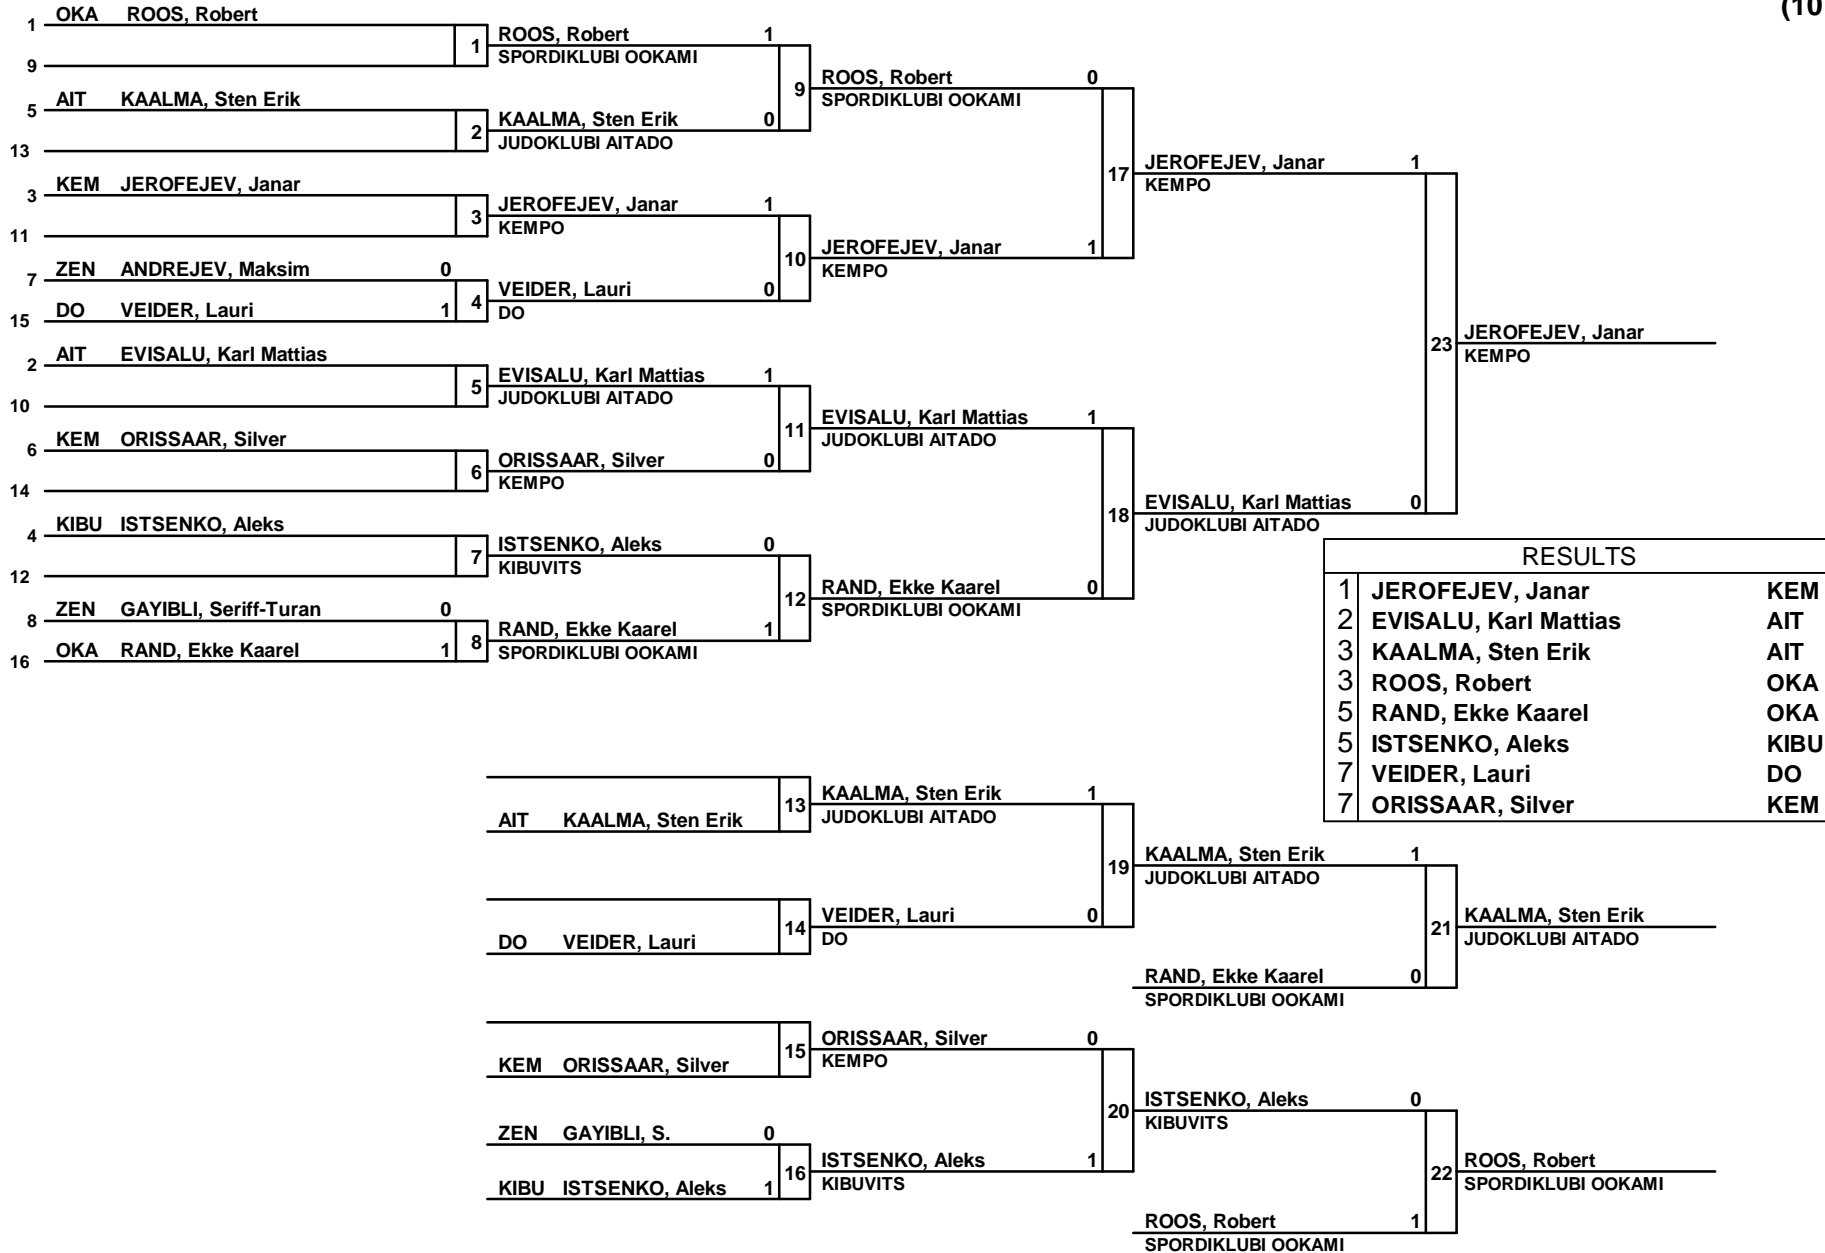 (10
1 OKA ROOS, Robert
9
1 ROOS, Robert 1
SPORDIKLUBI OOKAMI
5 AIT KAALMA, Sten Erik
13
2 KAALMA, Sten Erik 0
JUDOKLUBI AITADO
9 ROOS, Robert 0
SPORDIKLUBI OOKAMI
3 KEM JEROFEJEV, Janar
11
3 JEROFEJEV, Janar 1
KEMPO
7 ZEN ANDREJEV, Maksim 0
15 DO VEIDER, Lauri 1
4 VEIDER, Lauri 0
DO
10 JEROFEJEV, Janar 1
KEMPO
17 JEROFEJEV, Janar 1
KEMPO
2 AIT EVISALU, Karl Mattias
10
5 EVISALU, Karl Mattias 1
JUDOKLUBI AITADO
6 KEM ORISSAAR, Silver
14
6 ORISSAAR, Silver 0
KEMPO
11 EVISALU, Karl Mattias 1
JUDOKLUBI AITADO
4 KIBU ISTSENKO, Aleks
12
7 ISTSENKO, Aleks 0
KIBUVITS
8 ZEN GAYIBLI, Seriff-Turan 0
16 OKA RAND, Ekke Kaarel 1
8 RAND, Ekke Kaarel 1
SPORDIKLUBI OOKAMI
12 RAND, Ekke Kaarel 0
SPORDIKLUBI OOKAMI
18 EVISALU, Karl Mattias 0
JUDOKLUBI AITADO
23 JEROFEJEV, Janar
KEMPO
RESULTS
1 JEROFEJEV, Janar KEM
2 EVISALU, Karl Mattias AIT
3 KAALMA, Sten Erik AIT
3 ROOS, Robert OKA
5 RAND, Ekke Kaarel OKA
5 ISTSENKO, Aleks KIBU
7 VEIDER, Lauri DO
7 ORISSAAR, Silver KEM
AIT KAALMA, Sten Erik
13 KAALMA, Sten Erik 1
JUDOKLUBI AITADO
DO VEIDER, Lauri
14 VEIDER, Lauri 0
DO
19 KAALMA, Sten Erik 1
JUDOKLUBI AITADO
RAND, Ekke Kaarel 0
SPORDIKLUBI OOKAMI
21 KAALMA, Sten Erik
JUDOKLUBI AITADO
KEM ORISSAAR, Silver
15 ORISSAAR, Silver 0
KEMPO
ZEN GAYIBLI, S. 0
KIBU ISTSENKO, Aleks 1
16 ISTSENKO, Aleks 1
KIBUVITS
20 ISTSENKO, Aleks 0
KIBUVITS
ROOS, Robert 1
SPORDIKLUBI OOKAMI
22 ROOS, Robert
SPORDIKLUBI OOKAMI